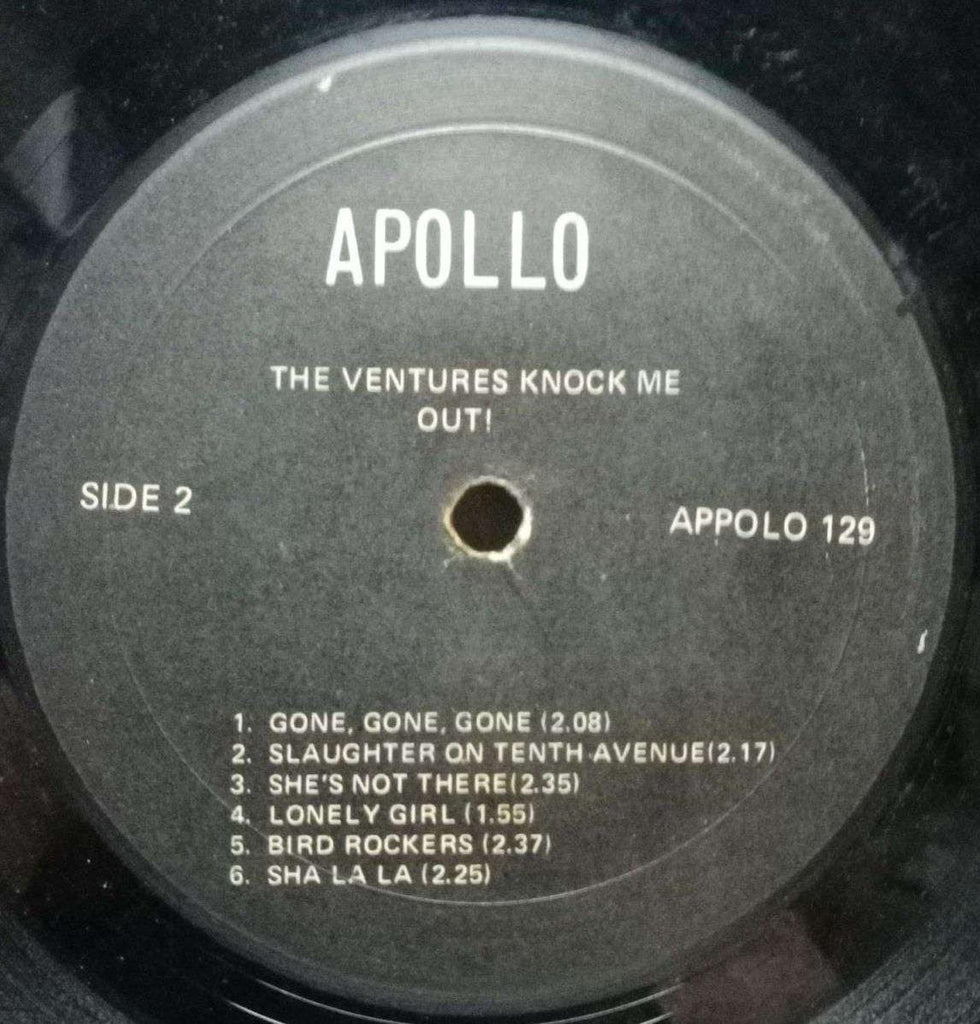 APOLLO
THE VENTURES KNOCK ME
OUT!
SIDE 2
APPOLO 129
1. GONE, GONE, GONE (2.08)
2. SLAUGHTER ON TENTH AVENUE(2.17)
3. SHE'S NOT THERE(2.35)
4. LONELY GIRL (1.55)
5. BIRD ROCKERS (2.37)
6. SHA LA LA (2.25)